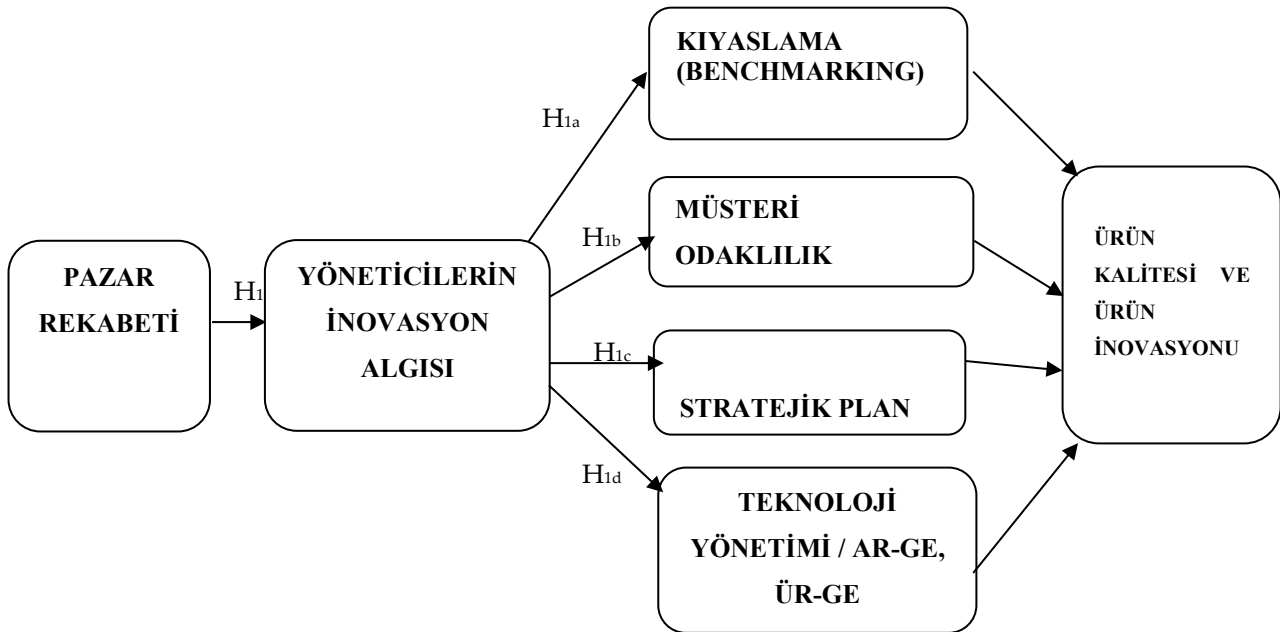 PAZAR
REKABETİ
H1
YÖNETİCİLERİN
İNOVASYON
ALGISI
H1a
H1b
H1c
H1d
KIYASLAMA
(BENCHMARKING)
MÜSTERİ
ODAKLILIK
STRATEJİK PLAN
TEKNOLOJİ
YÖNETİMİ / AR-GE,
ÜR-GE
ÜRÜN
KALİTESİ VE
ÜRÜN
İNOVASYONU